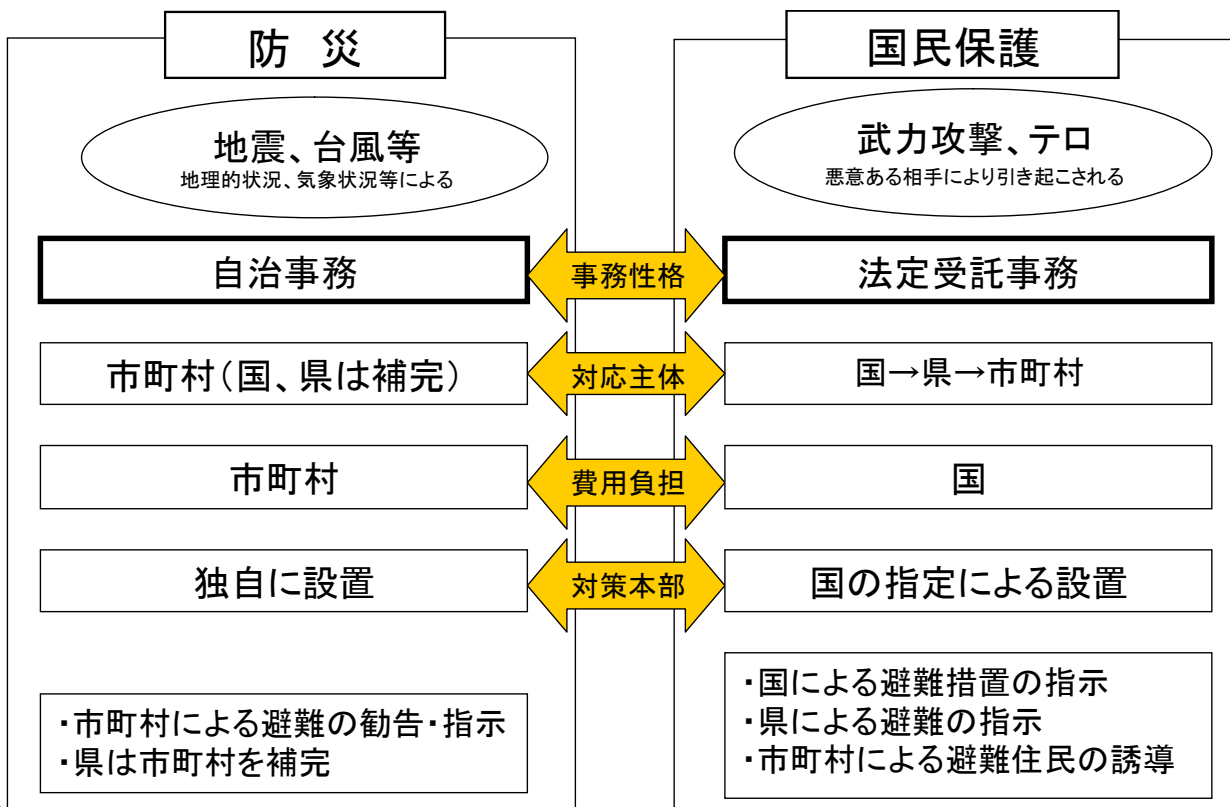 防 災
地震、台風等
地理的状況、気象状況等による
国民保護
武力攻撃、テロ
悪意ある相手により引き起こされる
自治事務
事務性格
法定受託事務
市町村(国、県は補完)
対応主体
国→県→市町村
市町村
費用負担
国
独自に設置
対策本部
国の指定による設置
・市町村による避難の勧告・指示
・県は市町村を補完
・国による避難措置の指示
・県による避難の指示
・市町村による避難住民の誘導